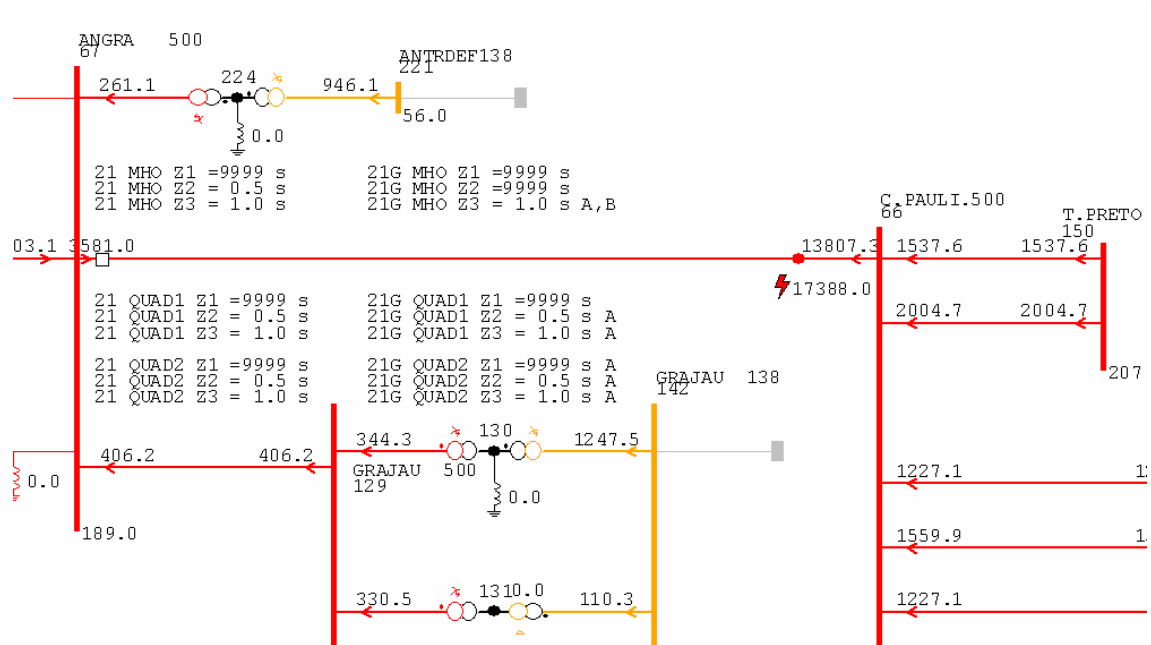 ANGRA   500
67
ANTRDEF138
221
261.1
224
946.1
56.0
0.0
21 MHO Z1 =9999 s
21 MHO Z2 = 0.5 s
21 MHO Z3 = 1.0 s
21G MHO Z1 =9999 s
21G MHO Z2 =9999 s
21G MHO Z3 = 1.0 s A,B
C.PAULI.500
66
T.PRETO
150
03.1
3581.0
13807.3
1537.6
1537.6
17388.0
21 QUAD1 Z1 =9999 s
21 QUAD1 Z2 = 0.5 s
21 QUAD1 Z3 = 1.0 s
21G QUAD1 Z1 =9999 s
21G QUAD1 Z2 = 0.5 s A
21G QUAD1 Z3 = 1.0 s A
2004.7
2004.7
21 QUAD2 Z1 =9999 s
21 QUAD2 Z2 = 0.5 s
21 QUAD2 Z3 = 1.0 s
21G QUAD2 Z1 =9999 s A
21G QUAD2 Z2 = 0.5 s A
21G QUAD2 Z3 = 1.0 s A
GRAJAU  138
142
207
406.2
406.2
344.3
130
1247.5
GRAJAU  500
129
0.0
0.0
1227.1
189.0
1559.9
330.5
1310.0
110.3
1227.1